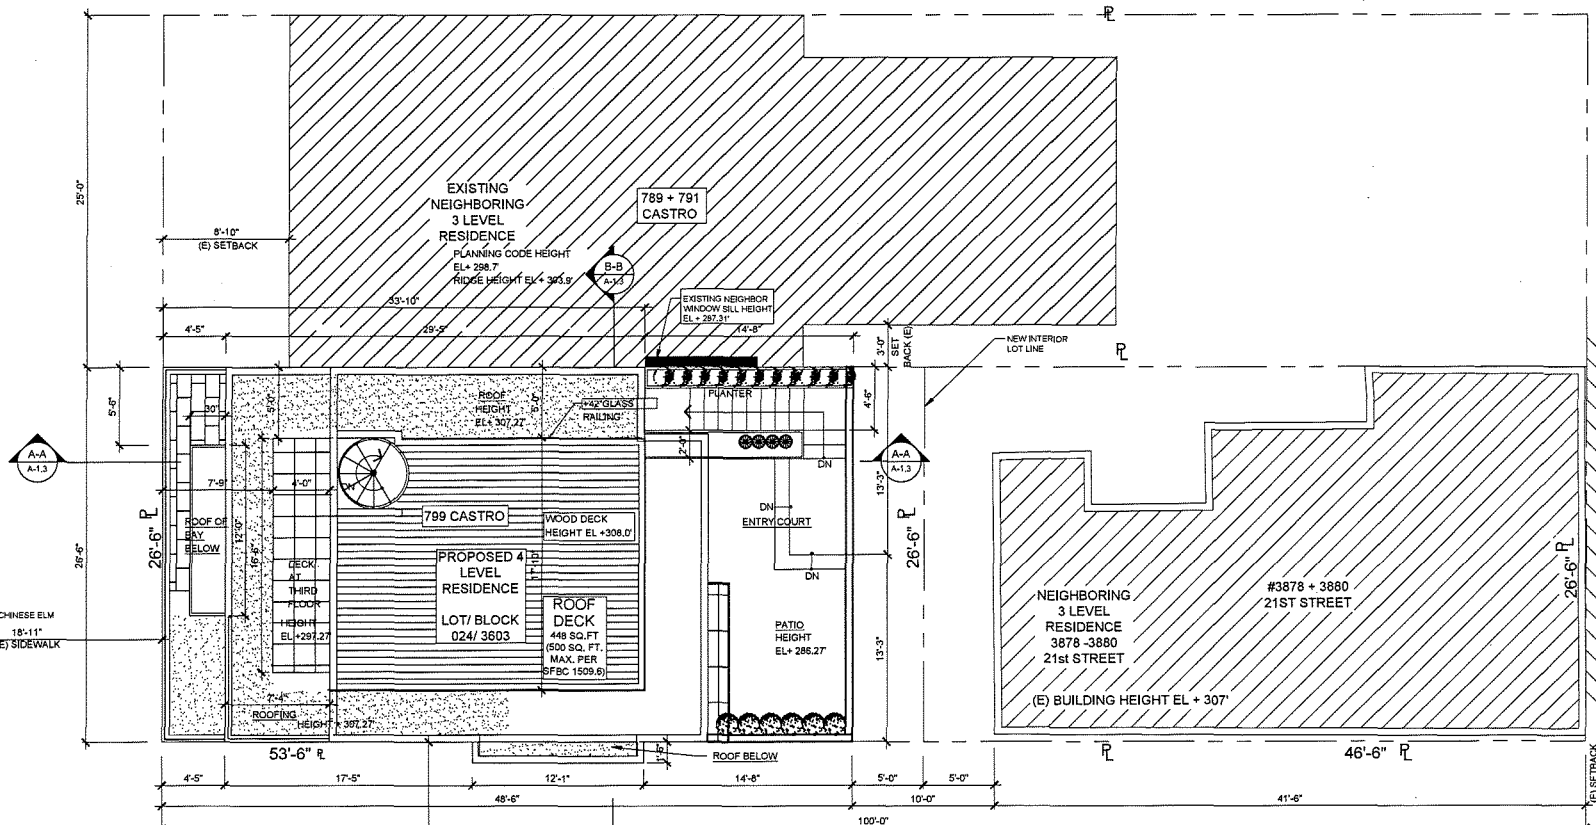 PL
25'-0"
8'-10"
(E) SETBACK
EXISTING
NEIGHBORING
3 LEVEL
RESIDENCE
PLANNING CODE HEIGHT
EL+ 298.7'
RIDGE HEIGHT EL+ 303.9'
789 + 791
CASTRO
B-B
A-1.3
33'-10"
EXISTING NEIGHBOR
WINDOW SILL HEIGHT
EL + 287.31'
4'-5"
29'-5"
14'-8"
3'-0"
SET
BACK (E)
NEW INTERIOR
LOT LINE
PL
5'-6"
30"
5'-0"
ROOF
HEIGHT
EL+ 307.27'
+42" GLASS
RAILING
PLANTER
4'-6"
2'-0"
DN
A-A
A-1.3
A-A
A-1.3
7'-9"
4'-0"
DN
799 CASTRO
WOOD DECK
HEIGHT EL +308.0'
DN
ENTRY COURT
13'-3"
26'-6"
26'-6" PL
ROOF OF
BAY
BELOW
12'-0"
16'-6"
DECK
AT
THIRD
FLOOR
HEIGHT
EL +297.27'
PROPOSED 4
LEVEL
RESIDENCE
LOT/ BLOCK
024/ 3603
17'-10"
ROOF
DECK
448 SQ.FT
(500 SQ. FT.
MAX. PER
SFBC 1509.6)
DN
26'-6" PL
PATIO
HEIGHT
EL+ 286.27'
13'-3"
NEIGHBORING
3 LEVEL
RESIDENCE
3878 -3880
21st STREET
#3878 + 3880
21ST STREET
26'-6" PL
(E) BUILDING HEIGHT EL + 307'
CHINESE ELM
18'-11"
(E) SIDEWALK
7'-4"
ROOFING
HEIGHT + 307.27'
53'-6" PL
1'-6"
ROOF BELOW
PL
46'-6" PL
(E) SETBACK
4'-5"
17'-5"
12'-1"
14'-8"
5'-0"
5'-0"
48'-6"
10'-0"
41'-6"
100'-0"